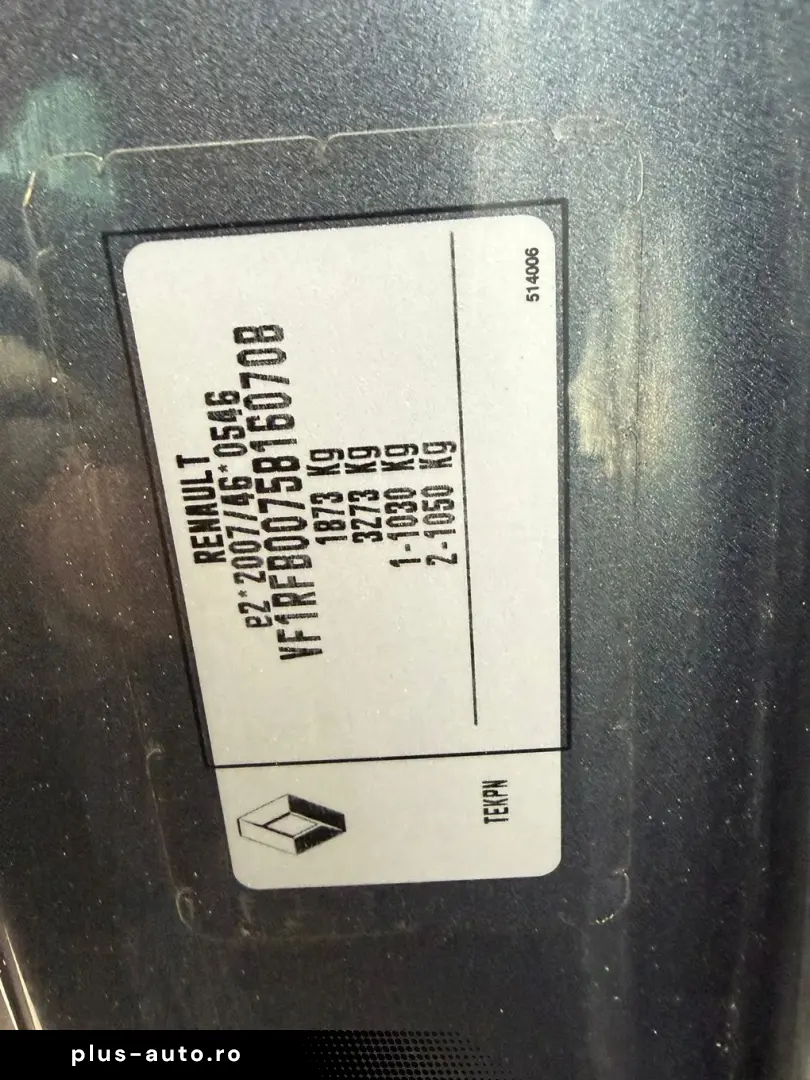 RENAULT
e2*2007/46*0546
VF1RFB00758160708
1873 Kg
3273 Kg
1-1030 Kg
2-1050 Kg
514006
TEKPN
plus-auto.ro